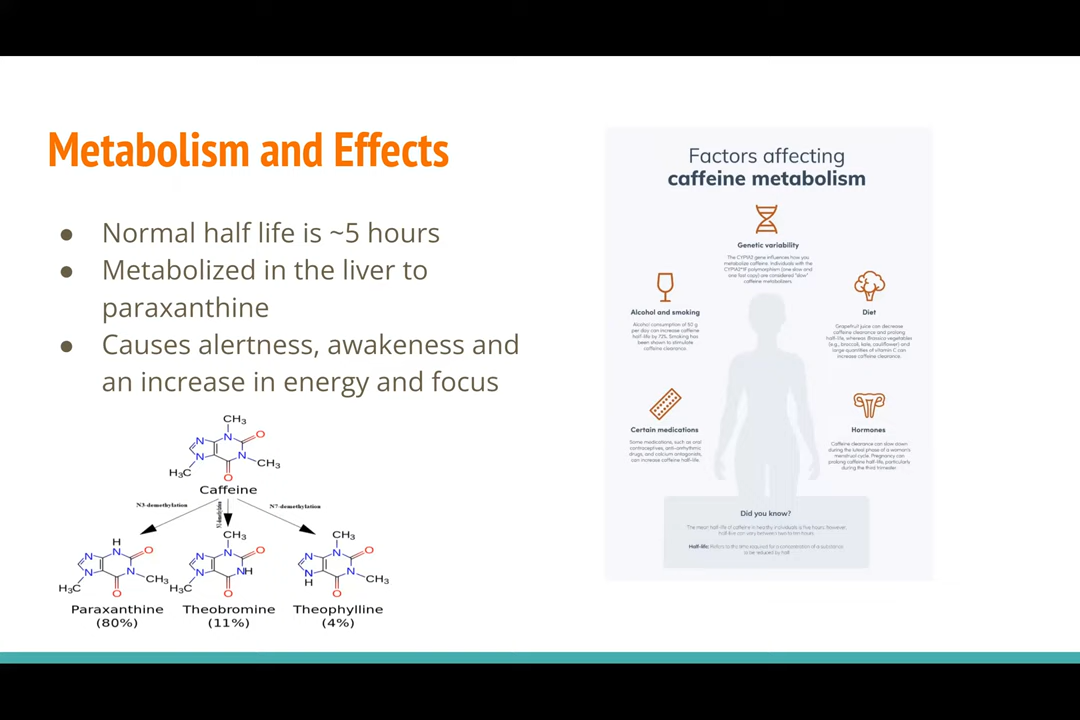 Metabolism and Effects
● Normal half life is ~5 hours
● Metabolized in the liver to
paraxanthine
● Causes alertness, awakeness and
an increase in energy and focus
CH₃
N
O
N
N
N
CH₃
H₃C
O
Caffeine
N3-demethylation
N1-demethylation
N7-demethylation
H
N
O
N
N
N
H₃C
CH₃
O
Paraxanthine
(80%)
CH₃
N
O
N
N
NH
H₃C
O
Theobromine
(11%)
CH₃
N
O
N
N
N
H
CH₃
O
Theophylline
(4%)
Factors affecting
caffeine metabolism
Genetic variability
The CYP1A2 gene influences how you
metabolize caffeine. Individuals with the
CYP1A2*1F polymorphism (one slow and
one fast copy) are considered "slow"
caffeine metabolizers.
Alcohol and smoking
Alcohol consumption of 50 g
per day can increase caffeine
half-life by 72%. Smoking has
been shown to stimulate
caffeine clearance.
Diet
Grapefruit juice can decrease
caffeine clearance and prolong
half-life, whereas Brassica vegetables
(e.g., broccoli, kale, cauliflower) and
large quantities of vitamin C can
increase caffeine clearance.
Certain medications
Some medications, such as oral
contraceptives, anti-arrhythmic
drugs, and calcium antagonists,
can increase caffeine half-life.
Hormones
Caffeine clearance can slow down
during the luteal phase of a woman's
menstrual cycle. Pregnancy can
prolong caffeine half-life, particularly
during the third trimester.
Did you know?
The mean half-life of caffeine in healthy individuals is five hours. However,
half-live can vary between two to ten hours.
Half-life: Refers to the time required for a concentration of a substance
to be reduced by half.